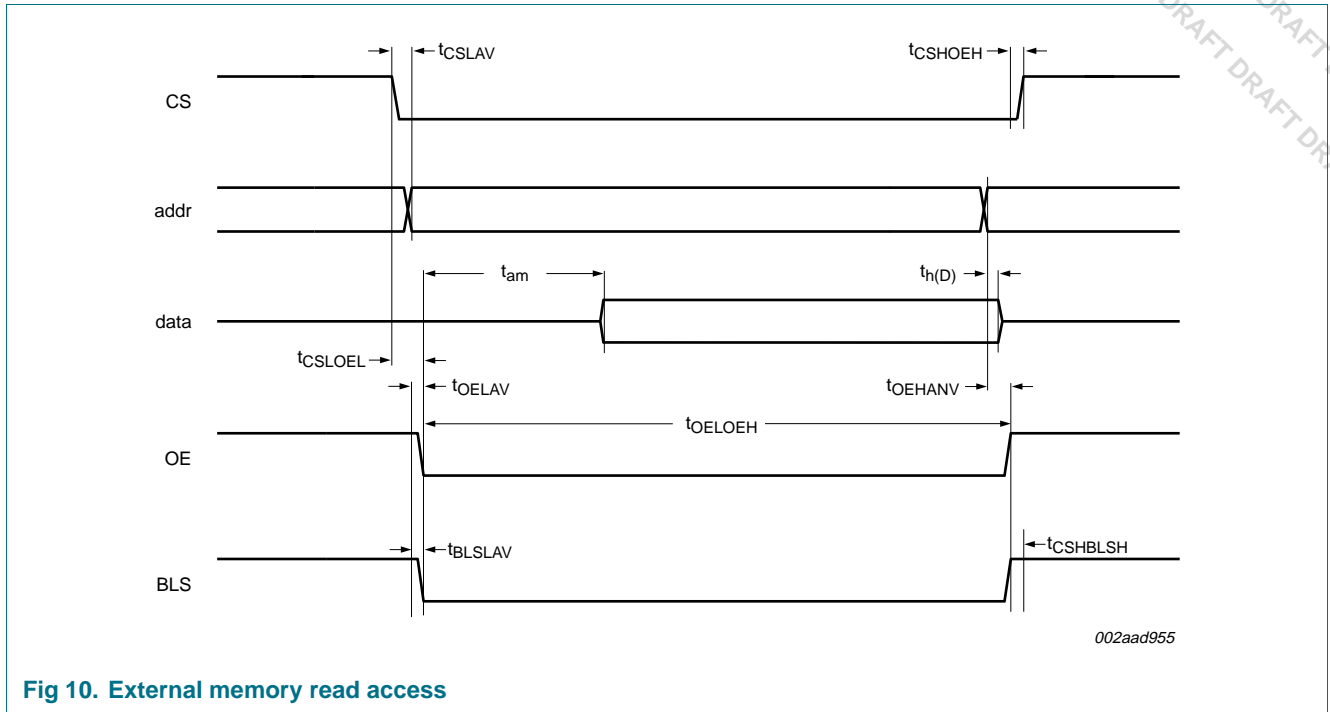 DRAFT
DRAFT
DRAFT DRAFT
tCSLAV
tCSHOEH
CS
addr
tam
th(D)
data
tCSLOEL
tOELAV
tOEHANV
tOELOEH
OE
tBLSLAV
tCSHBLSH
BLS
002aad955
Fig 10. External memory read access